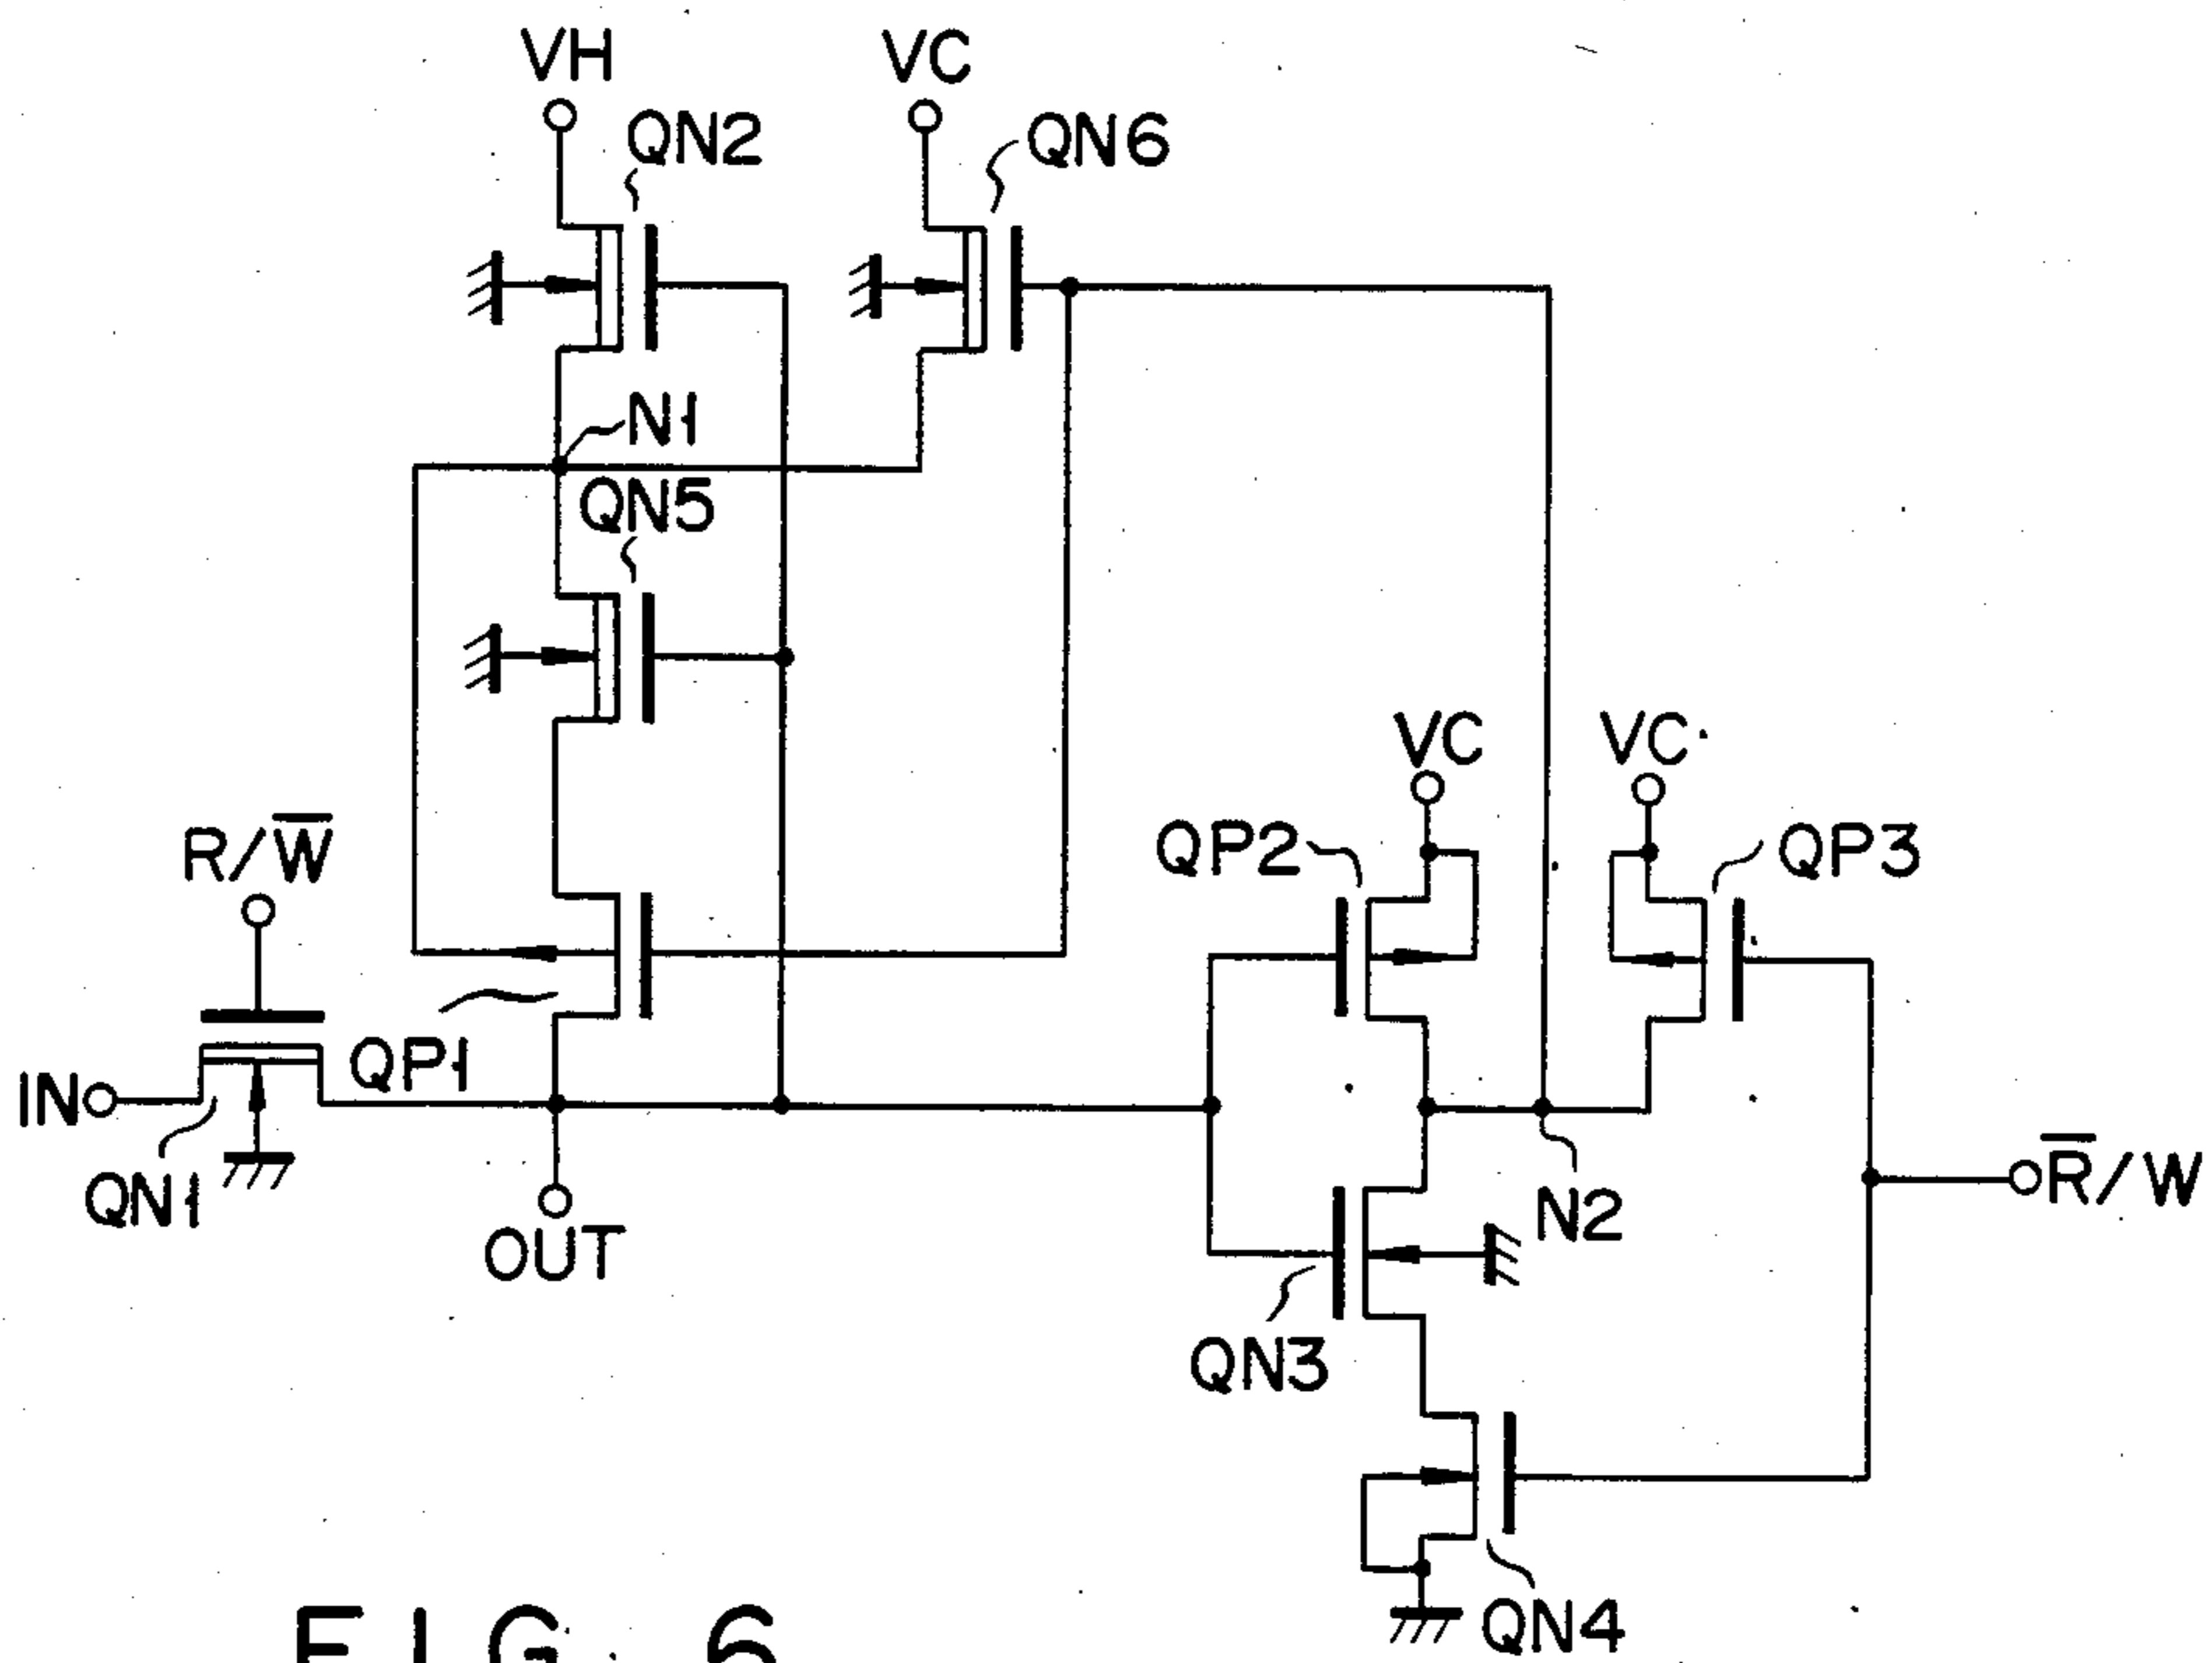 VH
VC
QN2
QN6
N1
QN5
VC
VC
QP2
QP3
R/W̅
QP1
IN
QN1
OUT
N2
R̅/W
QN3
QN4
FIG. 6